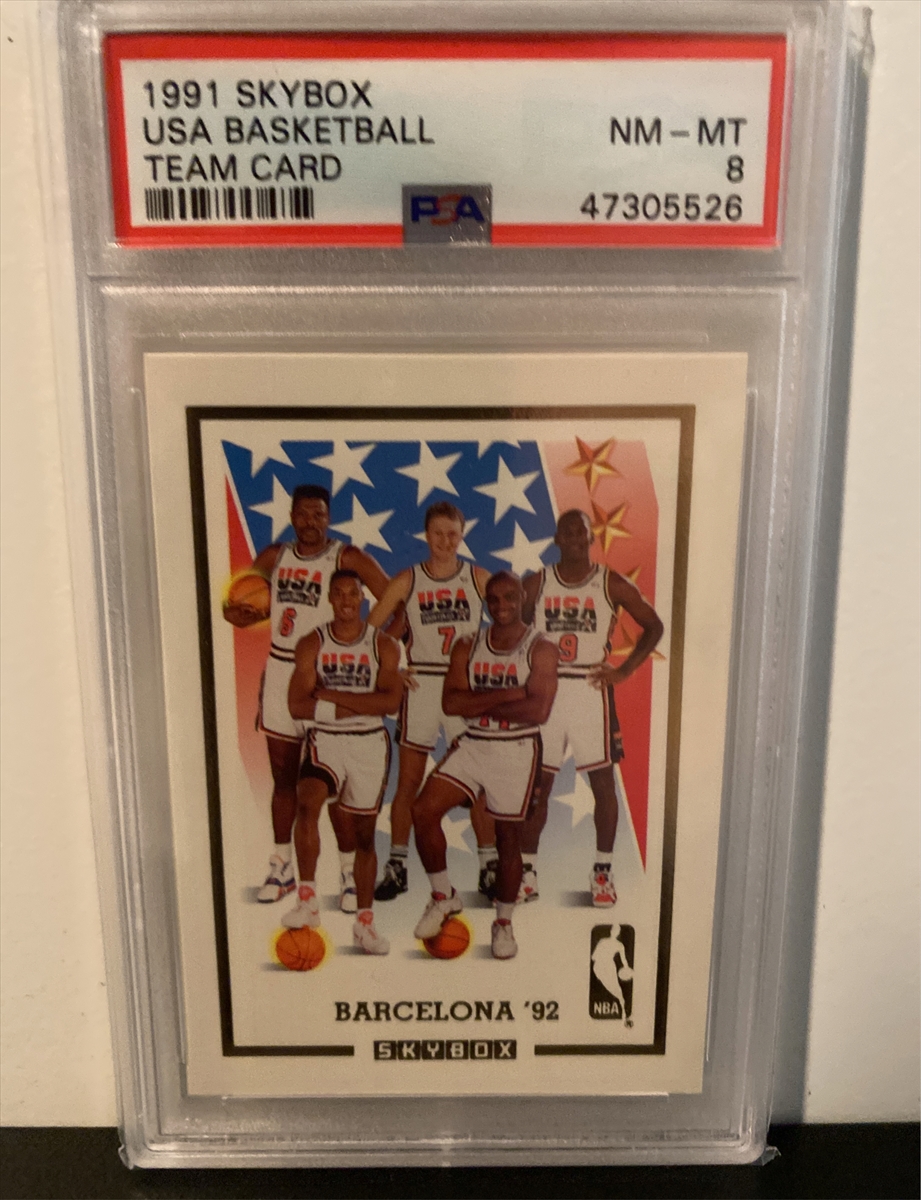 1991 SKYBOX
USA BASKETBALL NM - MT
TEAM CARD 8
PSA 47305526
USA
6
USA
USA
7
USA
USA
9
BARCELONA '92
NBA
®
SKYBOX